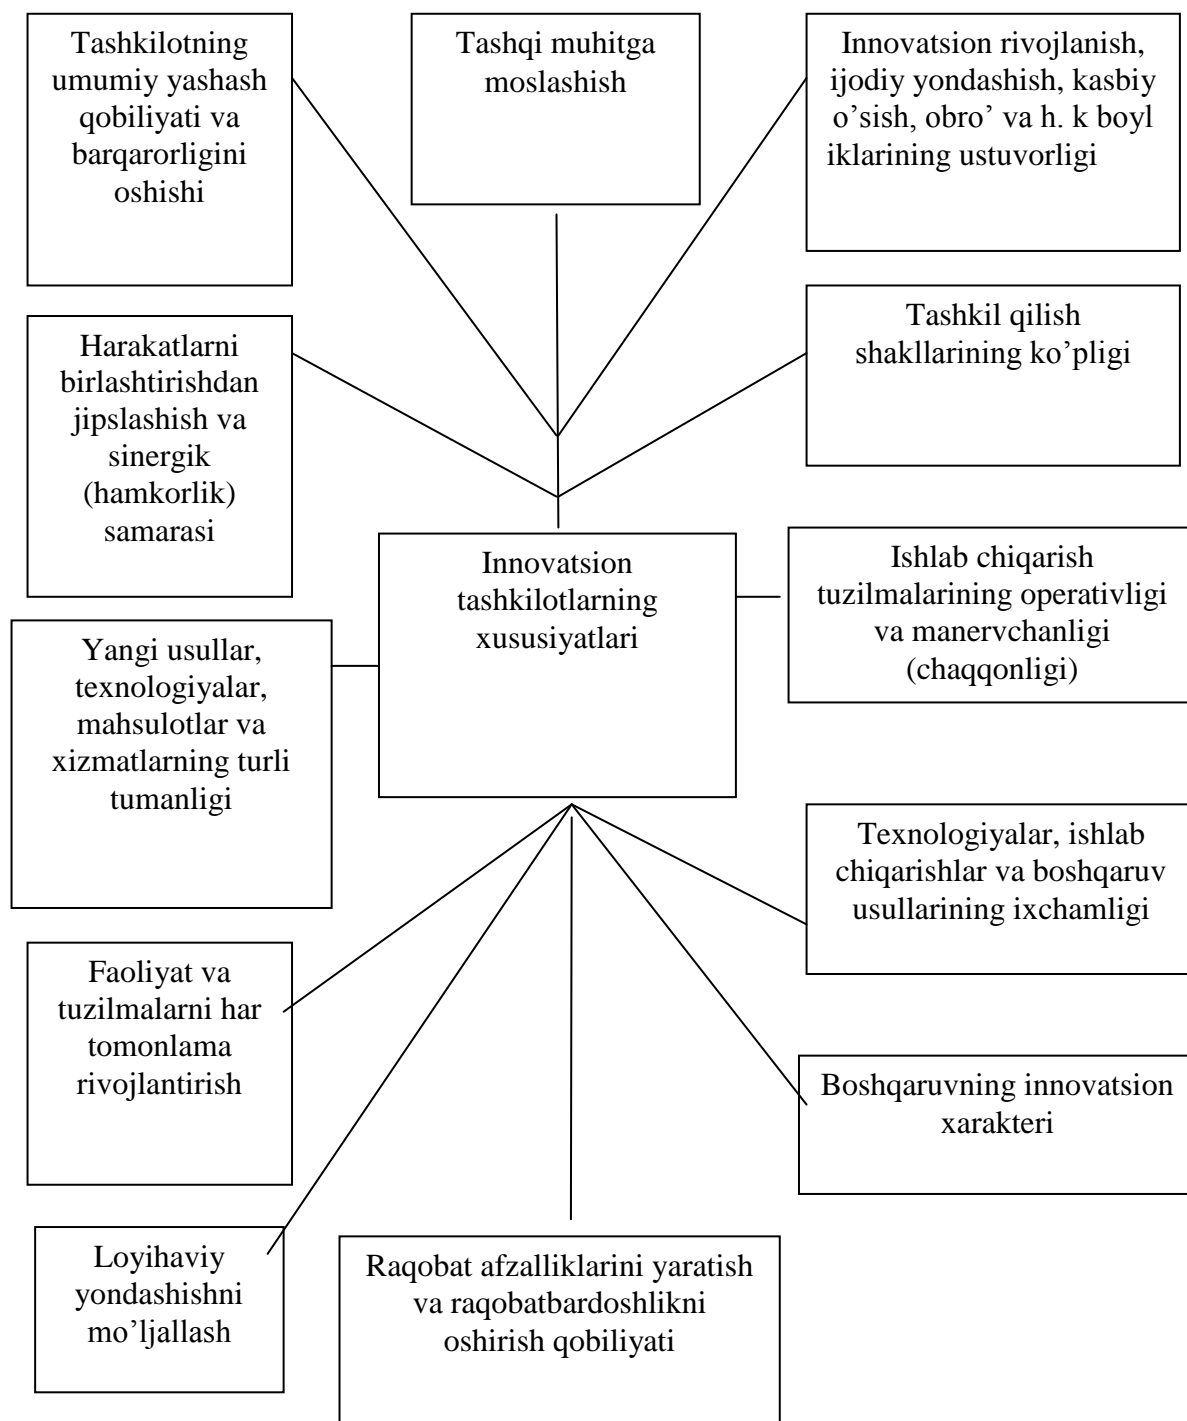 Tashkilotning
umumiy yashash
qobiliyati va
barqarorligini
oshishi
Tashqi muhitga
moslashish
Innovatsion rivojlanish,
ijodiy yondashish, kasbiy
o’sish, obro’ va h. k boyl
iklarining ustuvorligi
Harakatlarni
birlashtirishdan
jipslashish va
sinergik
(hamkorlik)
samarasi
Tashkil qilish
shakllarining ko’pligi
Innovatsion
tashkilotlarning
xususiyatlari
Ishlab chiqarish
tuzilmalarining operativligi
va manervchanligi
(chaqqonligi)
Yangi usullar,
texnologiyalar,
mahsulotlar va
xizmatlarning turli
tumanligi
Texnologiyalar, ishlab
chiqarishlar va boshqaruv
usullarining ixchamligi
Faoliyat va
tuzilmalarni har
tomonlama
rivojlantirish
Boshqaruvning innovatsion
xarakteri
Loyihaviy
yondashishni
mo’ljallash
Raqobat afzalliklarini yaratish
va raqobatbardoshlikni
oshirish qobiliyati